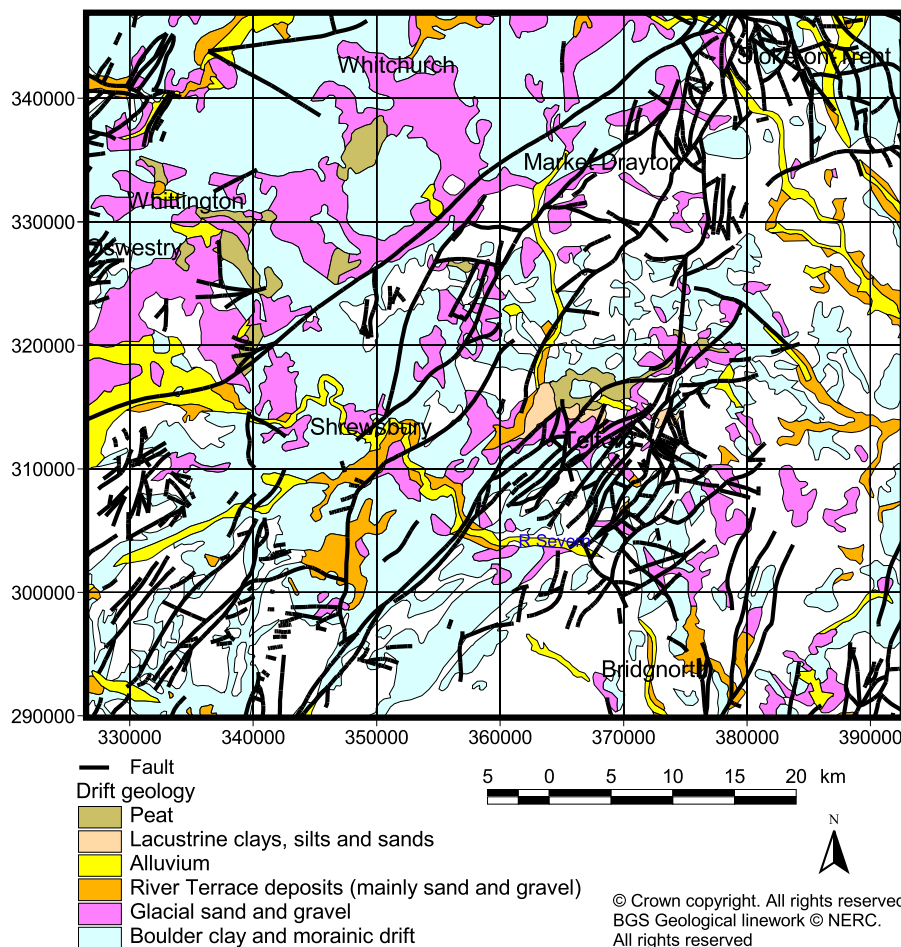 Whitchurch
Stoke-on-Trent
340000
Market Drayton
Whittington
330000
Oswestry
320000
Shrewsbury
Telford
310000
R Severn
300000
Bridgnorth
290000
330000 340000 350000 360000 370000 380000 390000
Fault
Drift geology
5 0 5 10 15 20 km
Peat
N
Lacustrine clays, silts and sands
Alluvium
River Terrace deposits (mainly sand and gravel)
© Crown copyright. All rights reserved
Glacial sand and gravel
BGS Geological linework © NERC.
Boulder clay and morainic drift
All rights reserved